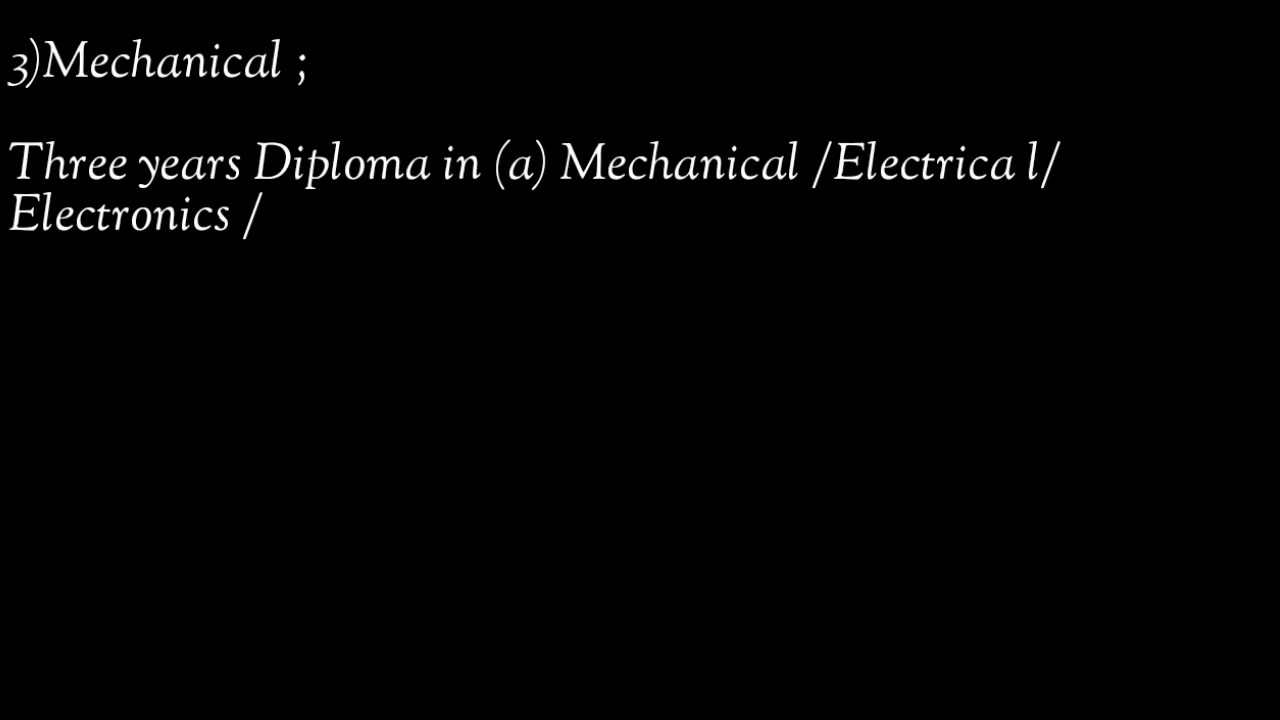 3)Mechanical ;
Three years Diploma in (a) Mechanical /Electrica l/
Electronics /